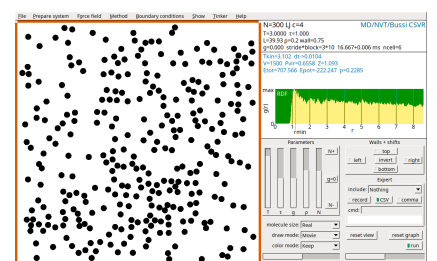 File Prepare system Force field Method Boundary conditions Show Tinker Help
N=300 LJ c=4 MD/NVT/Bussi CSVR
T=3.0000 τ=1.000
L=39.93 ρ=0.2 wall=0.75
g=0.000 stride*block=3*10 16.667+0.006 ms ncell=6
Tkin=3.102 dt->0.0104
V=1500 Pvir=0.6558 Z=1.093
Etot=707.566 Epot=-222.247 p=0.2285
max
RDF
g(r)
0
0 1 2 3 4 5 6 7 8
rmin r
Parameters
N+
g=0
N-
T τ g ρ N
molecule size: Real
draw mode: Movie
color mode: Keep
Walls + shifts
top
left invert right
bottom
Expert
include: Nothing
record CSV comma
cmd:
reset view reset graph
run